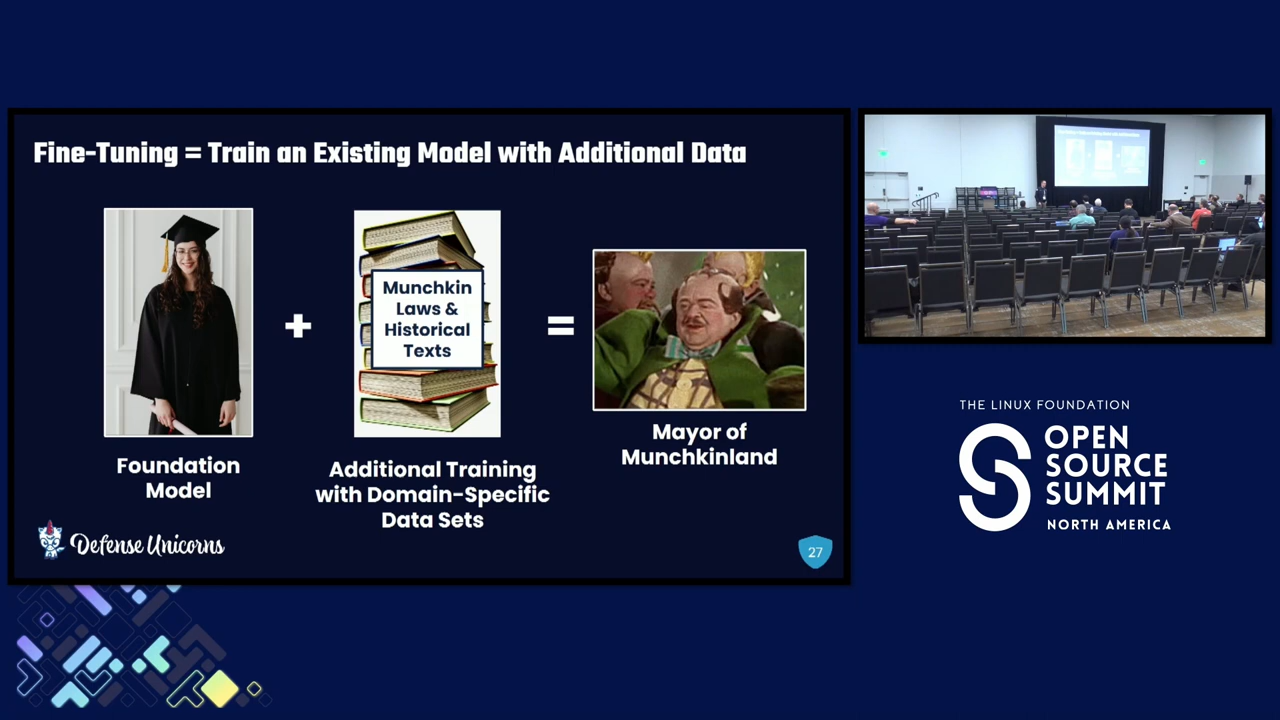 Fine-Tuning = Train an Existing Model with Additional Data
Munchkin
Laws &
Historical
Texts
+
=
Foundation
Model
Additional Training
with Domain-Specific
Data Sets
Mayor of
Munchkinland
Defense Unicorns
27
THE LINUX FOUNDATION
OPEN
SOURCE
SUMMIT
NORTH AMERICA